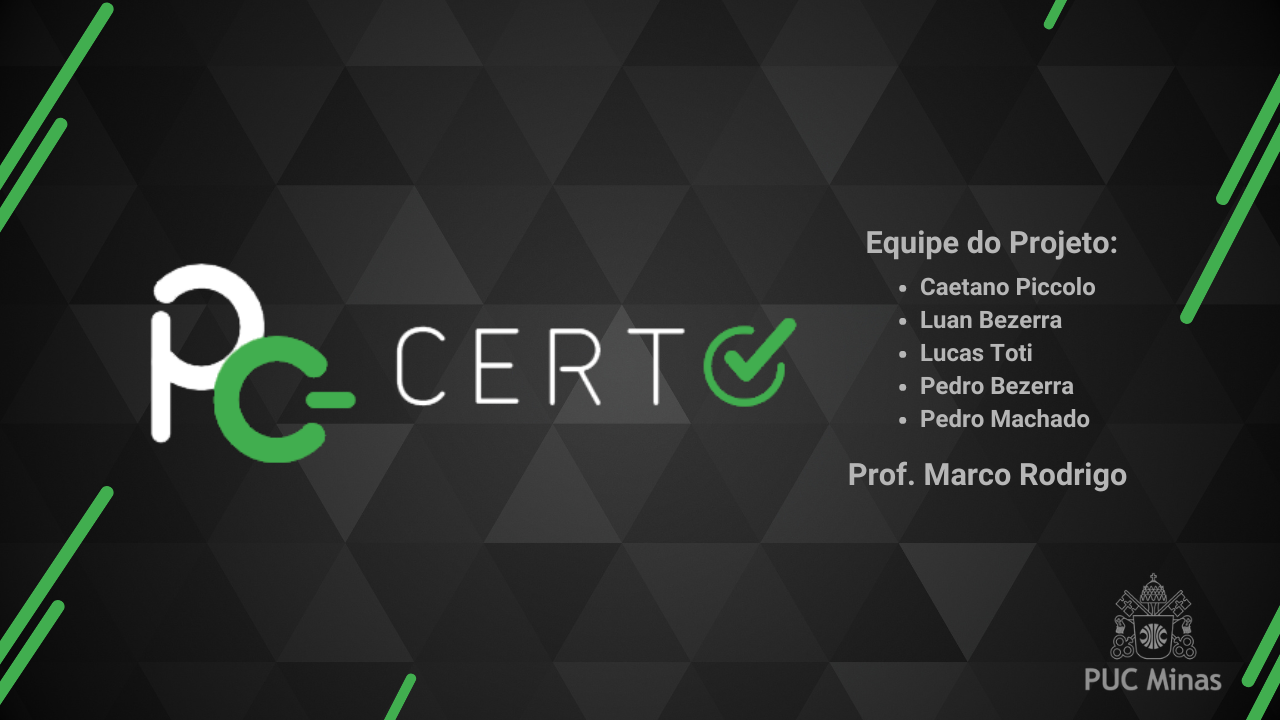 PC CERTO
Equipe do Projeto:
• Caetano Piccolo
• Luan Bezerra
• Lucas Toti
• Pedro Bezerra
• Pedro Machado
Prof. Marco Rodrigo
PUC Minas